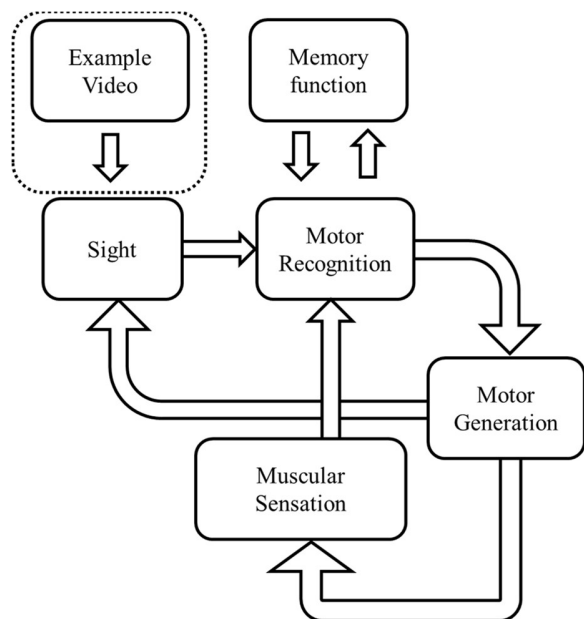 Example
Video
Memory
function
Sight
Motor
Recognition
Motor
Generation
Muscular
Sensation